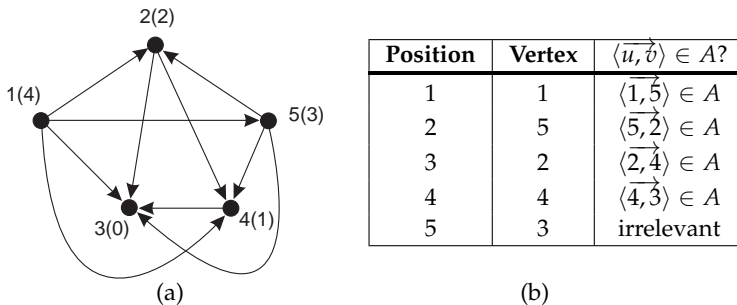 2(2)
1(4)
5(3)
3(0)
4(1)
(a)
Position Vertex ⟨u, v⟩ ∈ A?
1 1 ⟨1, 5⟩ ∈ A
2 5 ⟨5, 2⟩ ∈ A
3 2 ⟨2, 4⟩ ∈ A
4 4 ⟨4, 3⟩ ∈ A
5 3 irrelevant
(b)